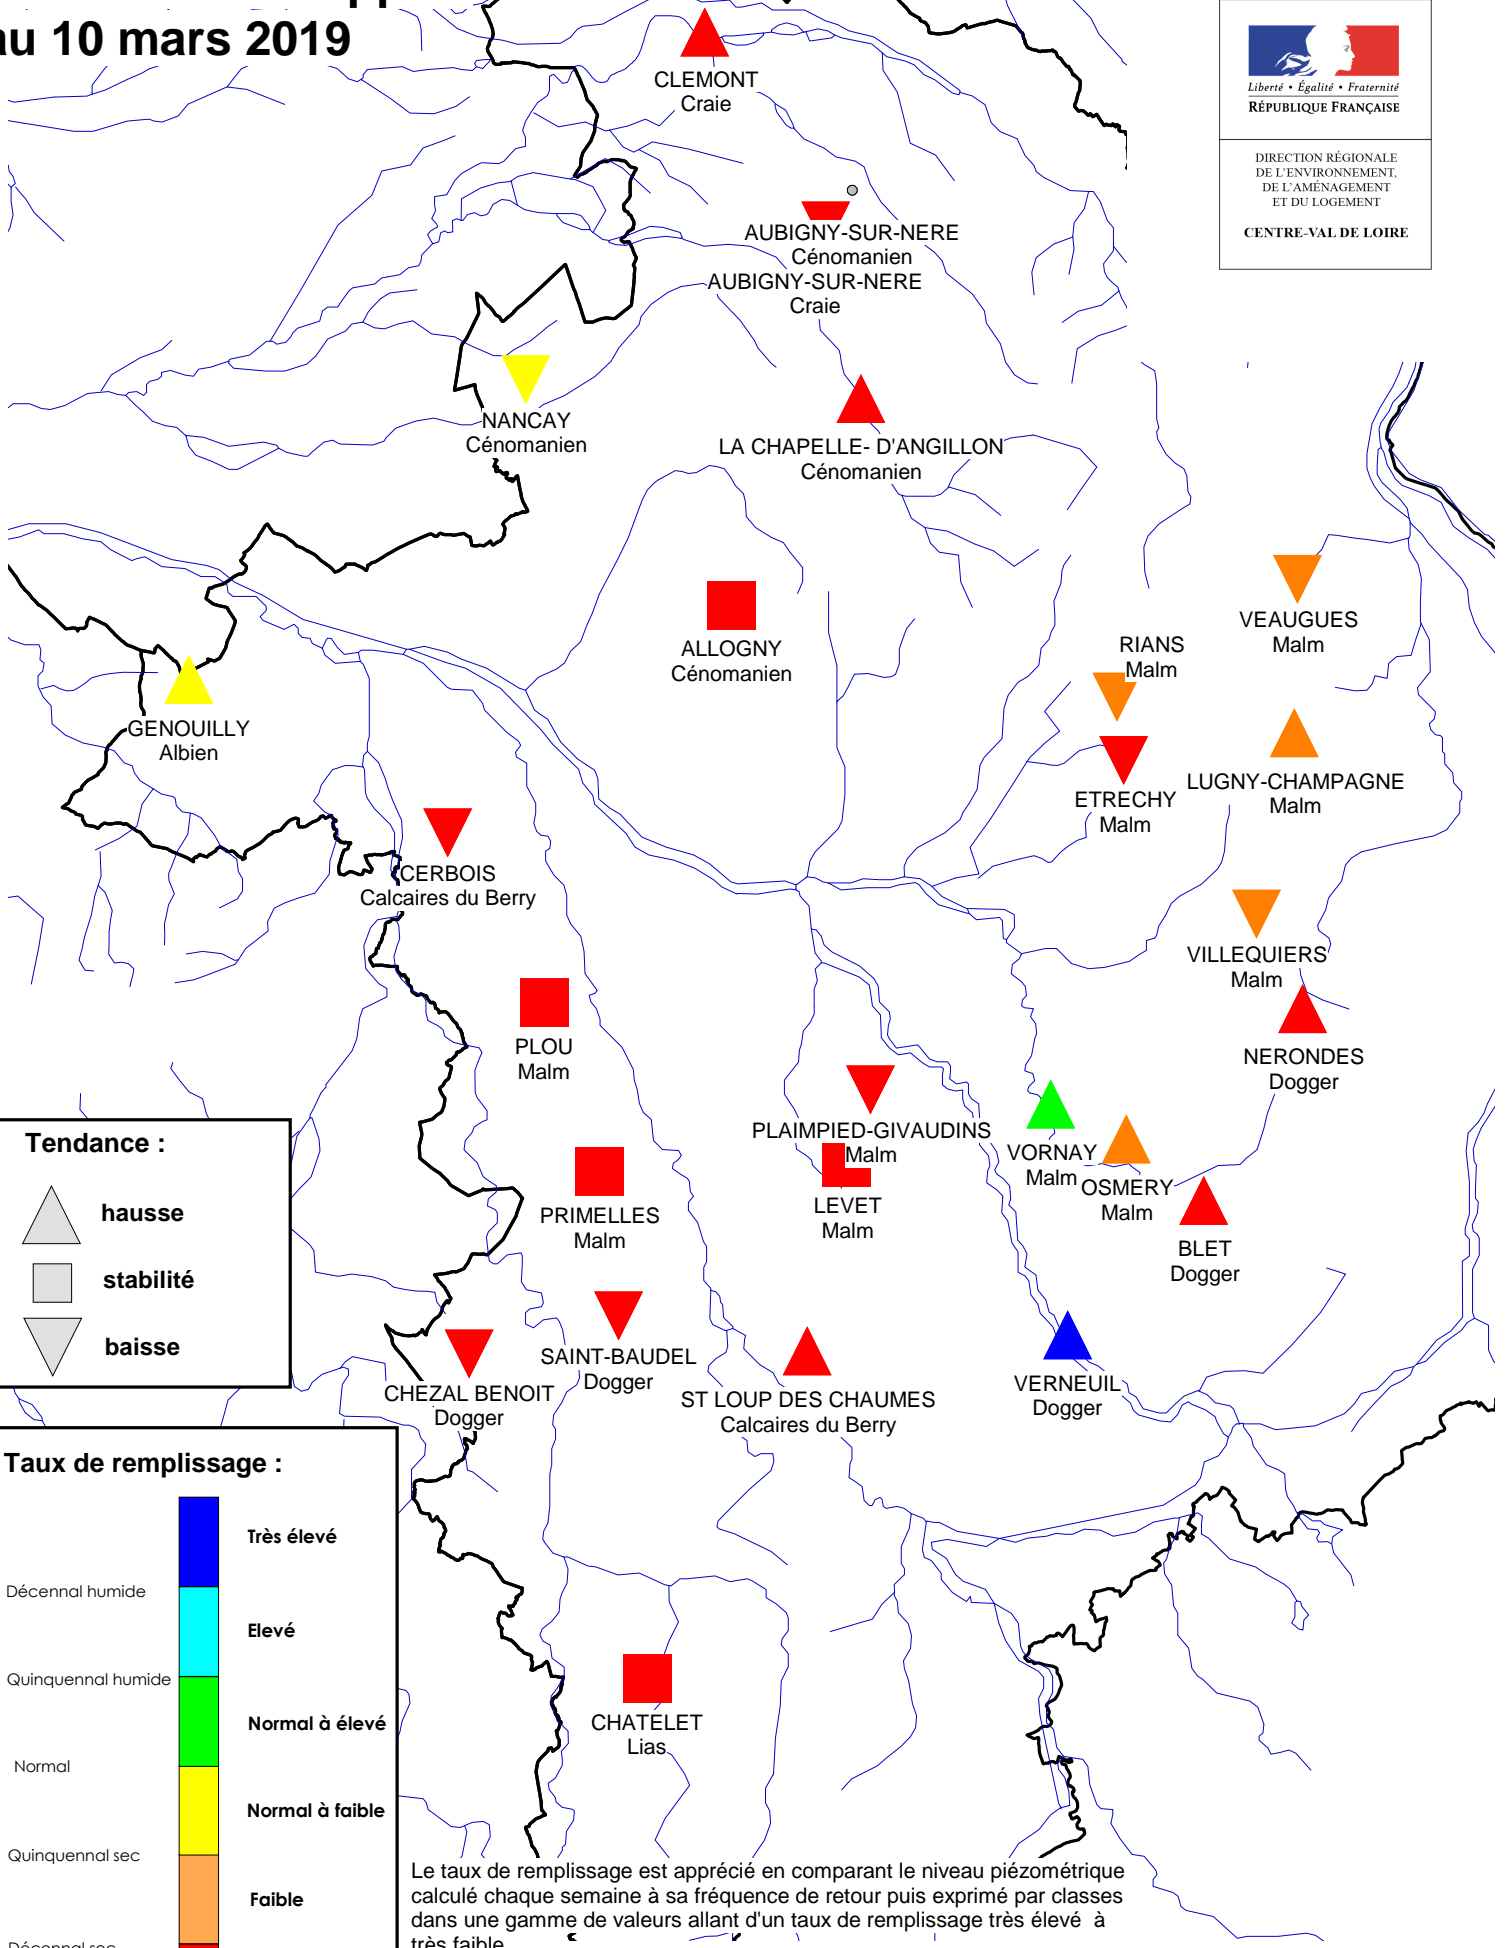 au 10 mars 2019
Liberté • Égalité • Fraternité
RÉPUBLIQUE FRANÇAISE
DIRECTION RÉGIONALE
DE L'ENVIRONNEMENT,
DE L'AMÉNAGEMENT
ET DU LOGEMENT
CENTRE-VAL DE LOIRE
CLEMONT
Craie
AUBIGNY-SUR-NERE
Cénomanien
AUBIGNY-SUR-NERE
Craie
NANCAY
Cénomanien
LA CHAPELLE- D'ANGILLON
Cénomanien
VEAUGUES
Malm
ALLOGNY
Cénomanien
RIANS
Malm
GENOUILLY
Albien
LUGNY-CHAMPAGNE
Malm
ETRECHY
Malm
CERBOIS
Calcaires du Berry
VILLEQUIERS
Malm
PLOU
Malm
NERONDES
Dogger
PLAIMPIED-GIVAUDINS
Malm
VORNAY
Malm
OSMERY
Malm
LEVET
Malm
PRIMELLES
Malm
BLET
Dogger
SAINT-BAUDEL
Dogger
CHEZAL BENOIT
Dogger
ST LOUP DES CHAUMES
Calcaires du Berry
VERNEUIL
Dogger
CHATELET
Lias
Tendance :
hausse
stabilité
baisse
Taux de remplissage :
Très élevé
Décennal humide
Elevé
Quinquennal humide
Normal à élevé
Normal
Normal à faible
Quinquennal sec
Faible
Décennal sec
Le taux de remplissage est apprécié en comparant le niveau piézométrique
calculé chaque semaine à sa fréquence de retour puis exprimé par classes
dans une gamme de valeurs allant d'un taux de remplissage très élevé à
très faible